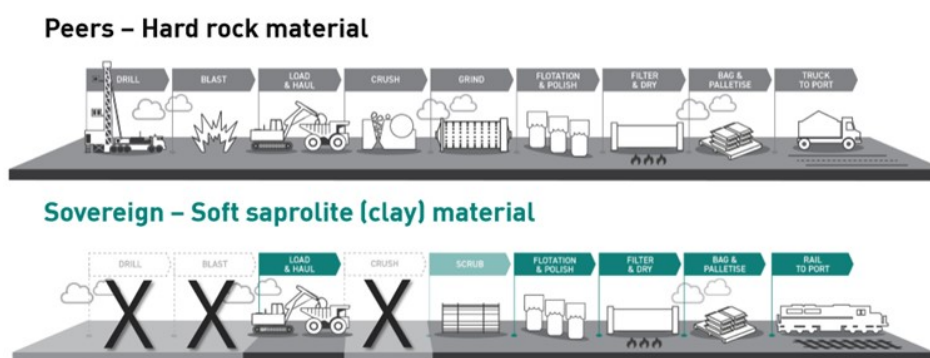 Peers – Hard rock material
DRILL
BLAST
LOAD
& HAUL
CRUSH
GRIND
FLOTATION
& POLISH
FILTER
& DRY
BAG &
PALLETISE
TRUCK
TO PORT
Sovereign – Soft saprolite (clay) material
DRILL
BLAST
LOAD
& HAUL
CRUSH
SCRUB
FLOTATION
& POLISH
FILTER
& DRY
BAG &
PALLETISE
RAIL
TO PORT